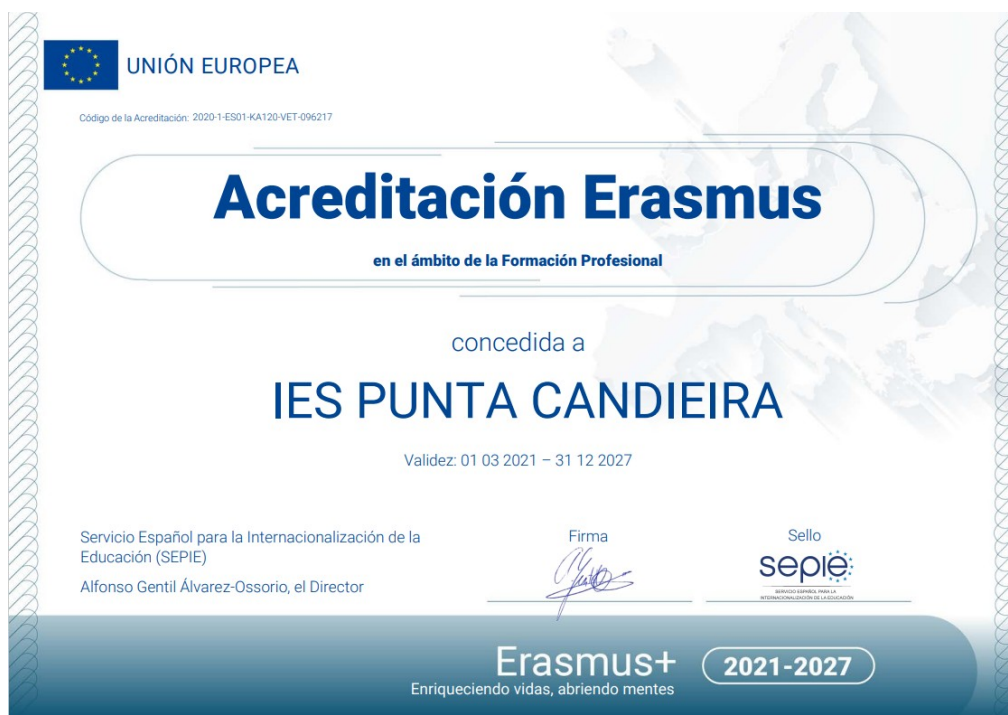 UNIÓN EUROPEA
Código de la Acreditación: 2020-1-ES01-KA120-VET-096217
Acreditación Erasmus
en el ámbito de la Formación Profesional
concedida a
IES PUNTA CANDIEIRA
Validez: 01 03 2021 – 31 12 2027
Servicio Español para la Internacionalización de la
Educación (SEPIE)
Alfonso Gentil Álvarez-Ossorio, el Director
Firma
Sello
sepie
SERVICIO ESPAÑOL PARA LA
INTERNACIONALIZACIÓN DE LA EDUCACIÓN
Erasmus+
Enriqueciendo vidas, abriendo mentes
2021-2027